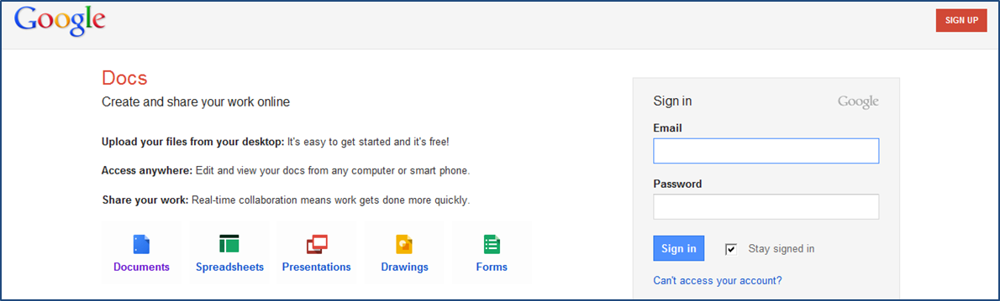 Google
SIGN UP
Docs
Create and share your work online
Upload your files from your desktop: It's easy to get started and it's free!
Access anywhere: Edit and view your docs from any computer or smart phone.
Share your work: Real-time collaboration means work gets done more quickly.
Documents Spreadsheets Presentations Drawings Forms
Sign in Google
Email
Password
Sign in Stay signed in
Can't access your account?